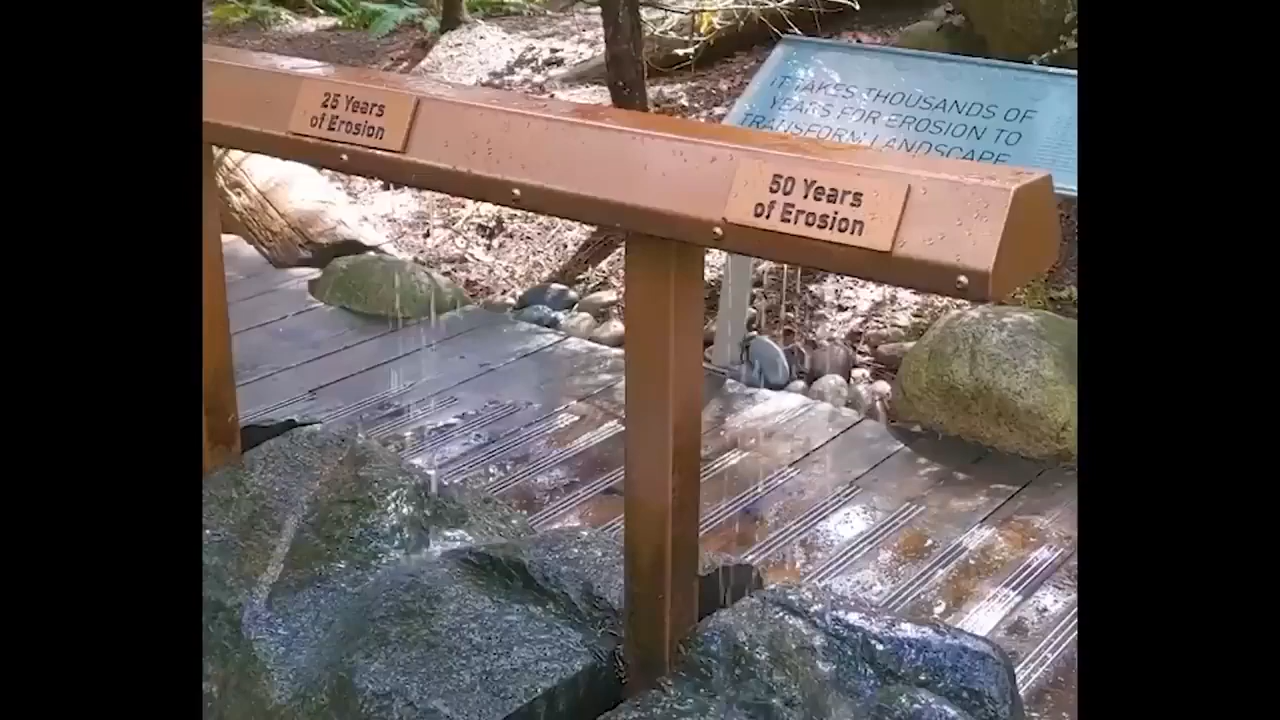 25 Years
of Erosion
50 Years
of Erosion
IT TAKES THOUSANDS OF
YEARS FOR EROSION TO
TRANSFORM LANDSCAPE